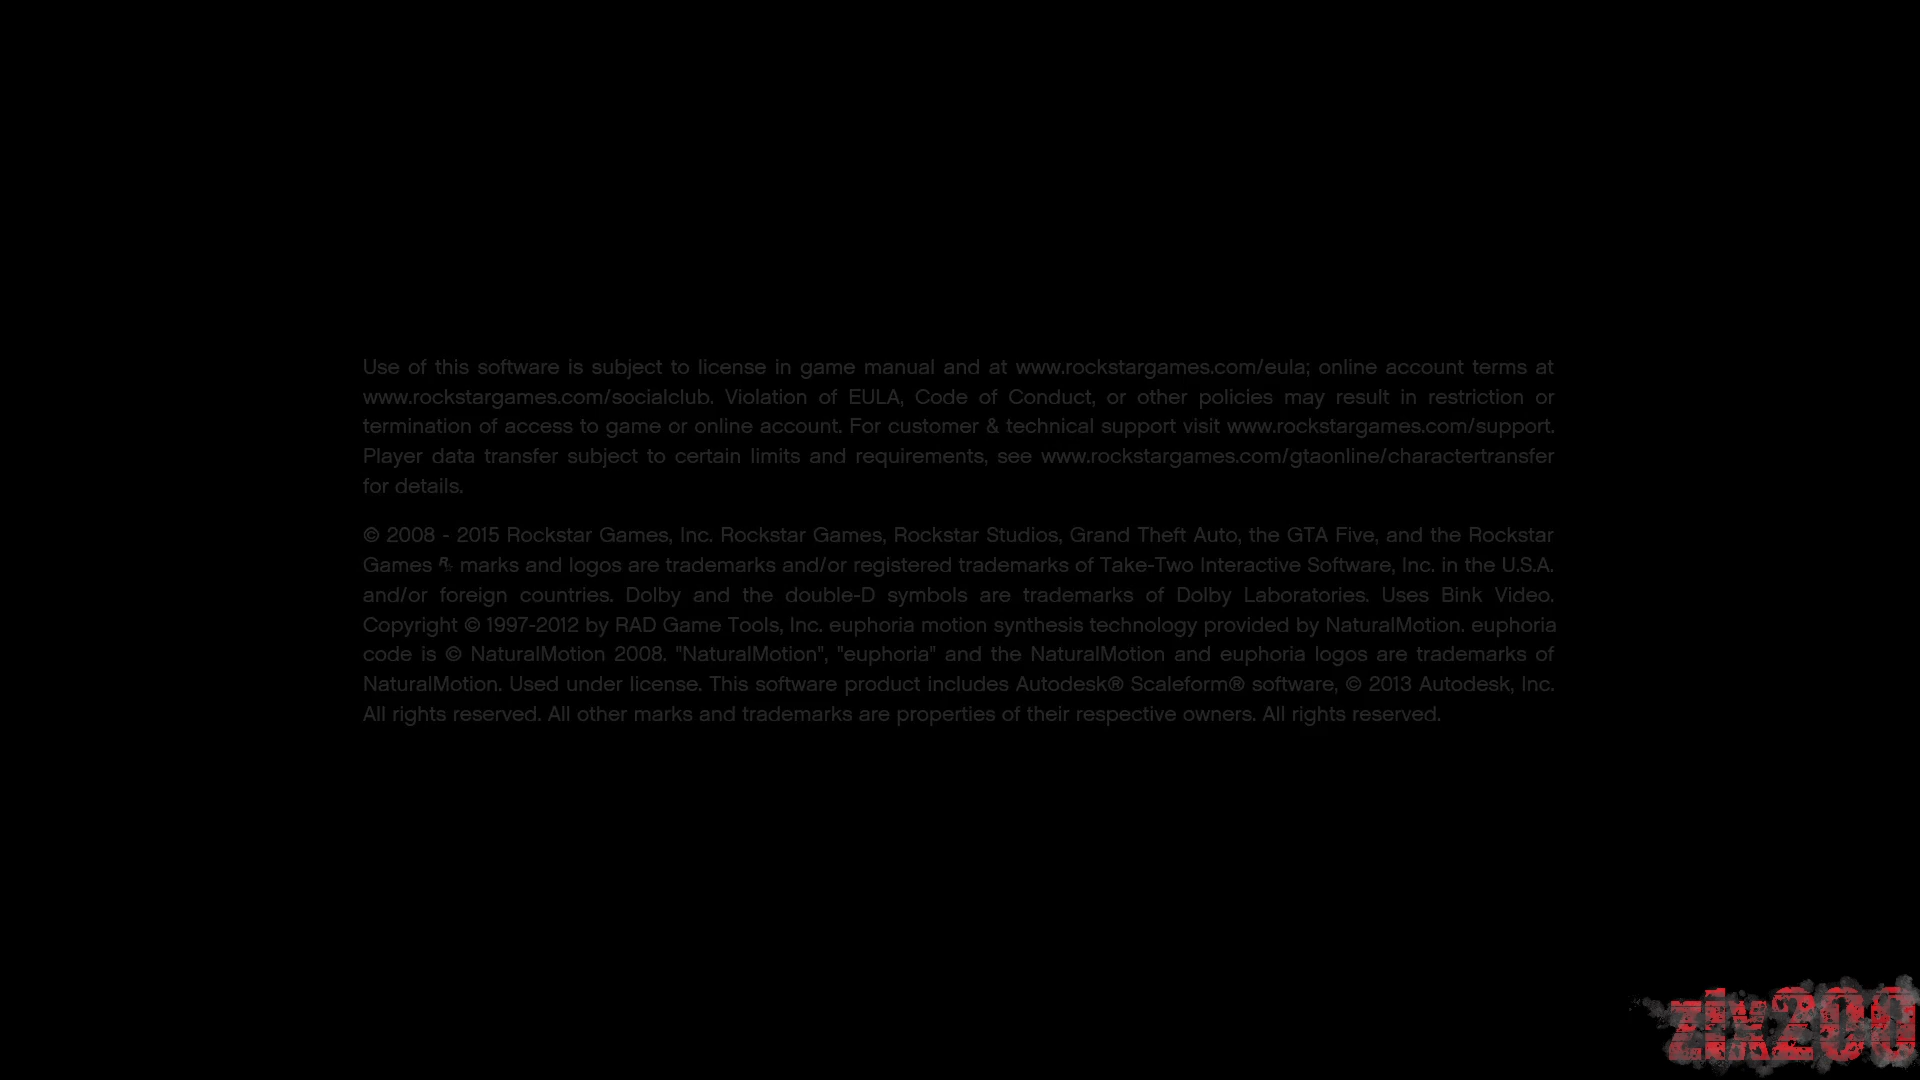 Use of this software is subject to license in game manual and at www.rockstargames.com/eula; online account terms at
www.rockstargames.com/socialclub. Violation of EULA, Code of Conduct, or other policies may result in restriction or
termination of access to game or online account. For customer & technical support visit www.rockstargames.com/support.
Player data transfer subject to certain limits and requirements, see www.rockstargames.com/gtaonline/charactertransfer
for details.
© 2008 - 2015 Rockstar Games, Inc. Rockstar Games, Rockstar Studios, Grand Theft Auto, the GTA Five, and the Rockstar
Games R* marks and logos are trademarks and/or registered trademarks of Take-Two Interactive Software, Inc. in the U.S.A.
and/or foreign countries. Dolby and the double-D symbols are trademarks of Dolby Laboratories. Uses Bink Video.
Copyright © 1997-2012 by RAD Game Tools, Inc. euphoria motion synthesis technology provided by NaturalMotion. euphoria
code is © NaturalMotion 2008. "NaturalMotion", "euphoria" and the NaturalMotion and euphoria logos are trademarks of
NaturalMotion. Used under license. This software product includes Autodesk® Scaleform® software, © 2013 Autodesk, Inc.
All rights reserved. All other marks and trademarks are properties of their respective owners. All rights reserved.
zix200